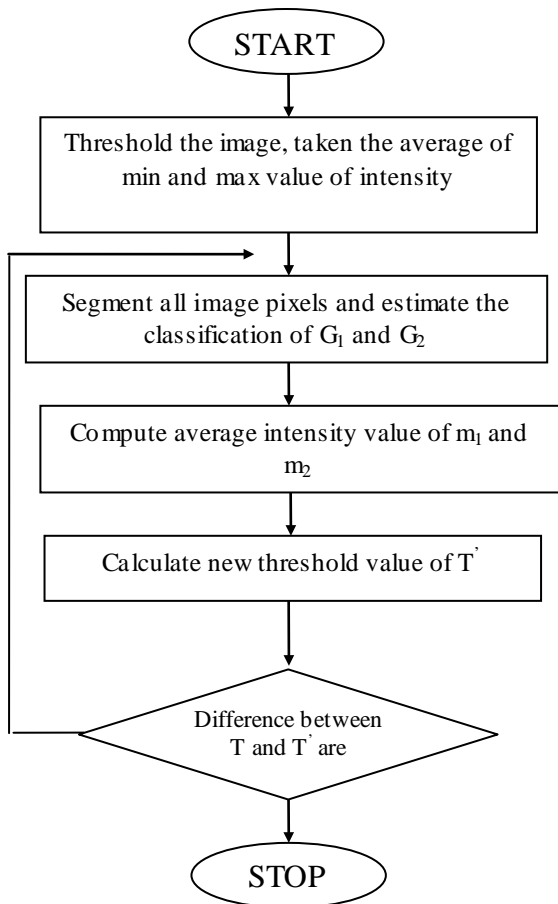 START
Threshold the image, taken the average of
min and max value of intensity
Segment all image pixels and estimate the
classification of G₁ and G₂
Compute average intensity value of m₁ and
m₂
Calculate new threshold value of T’
Difference between
T and T’ are
STOP